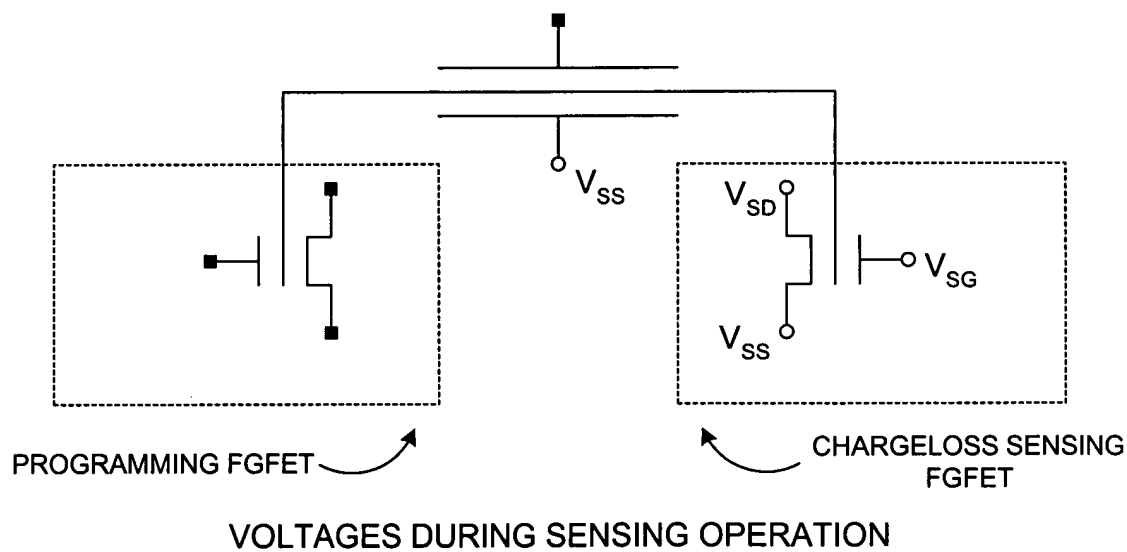 V_SS
V_SD
V_SG
V_SS
PROGRAMMING FGFET
CHARGELOSS SENSING
FGFET
VOLTAGES DURING SENSING OPERATION